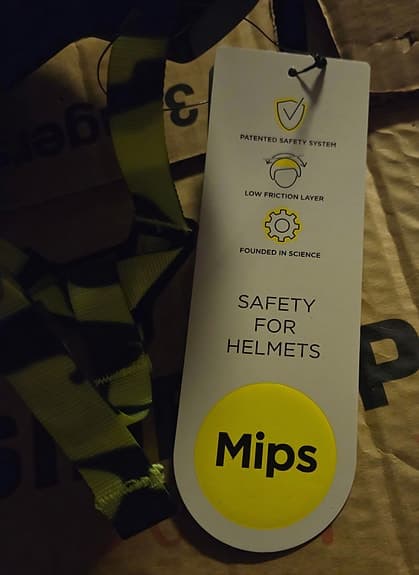 PATENTED SAFETY SYSTEM
LOW FRICTION LAYER
FOUNDED IN SCIENCE
SAFETY
FOR
HELMETS
Mips